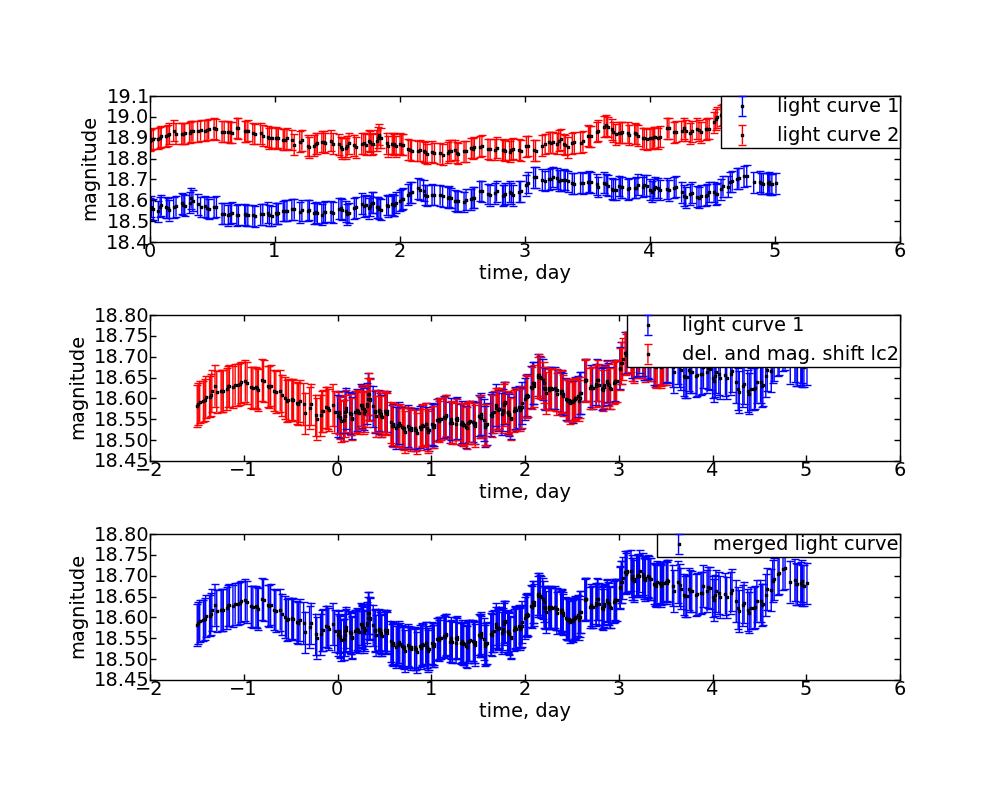 19.1
19.0
18.9
18.8
18.7
18.6
18.5
18.4
magnitude
light curve 1
light curve 2
0 1 2 3 4 5 6
time, day
18.80
18.75
18.70
18.65
18.60
18.55
18.50
18.45
magnitude
light curve 1
del. and mag. shift lc2
−2 −1 0 1 2 3 4 5 6
time, day
18.80
18.75
18.70
18.65
18.60
18.55
18.50
18.45
magnitude
merged light curve
−2 −1 0 1 2 3 4 5 6
time, day